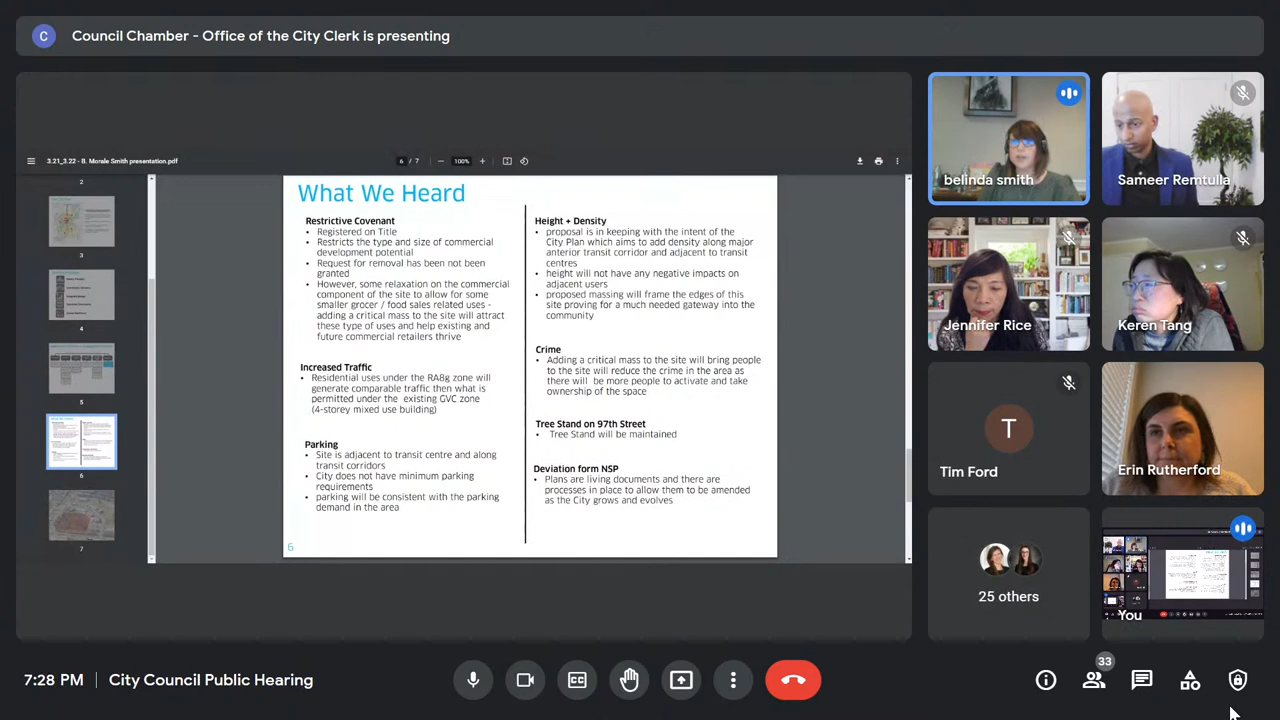 C
Council Chamber - Office of the City Clerk is presenting
3.21_3.22 - B. Morale Smith presentation.pdf
6 / 7
100%
2
3
4
5
6
7
What We Heard
Restrictive Covenant
• Registered on Title
• Restricts the type and size of commercial
development potential
• Request for removal has been not been
granted
• However, some relaxation on the commercial
component of the site to allow for some
smaller grocer / food sales related uses -
adding a critical mass to the site will attract
these type of uses and help existing and
future commercial retailers thrive
Increased Traffic
• Residential uses under the RA8g zone will
generate comparable traffic then what is
permitted under the existing GVC zone
(4-storey mixed use building)
Parking
• Site is adjacent to transit centre and along
transit corridors
• City does not have minimum parking
requirements
• parking will be consistent with the parking
demand in the area
6
Height + Density
• proposal is in keeping with the intent of the
City Plan which aims to add density along major
anterior transit corridor and adjacent to transit
centres
• height will not have any negative impacts on
adjacent users
• proposed massing will frame the edges of this
site proving for a much needed gateway into the
community
Crime
• Adding a critical mass to the site will bring people
to the site will reduce the crime in the area as
there will be more people to activate and take
ownership of the space
Tree Stand on 97th Street
• Tree Stand will be maintained
Deviation form NSP
• Plans are living documents and there are
processes in place to allow them to be amended
as the City grows and evolves
belinda smith
Sameer Remtulla
Jennifer Rice
Keren Tang
T
Tim Ford
Erin Rutherford
25 others
You
7:28 PM | City Council Public Hearing
33